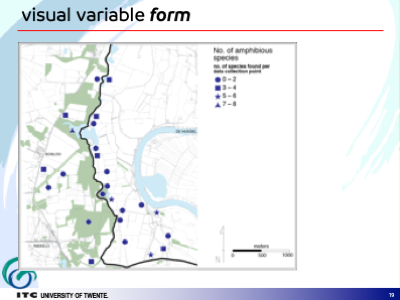 visual variable form
No. of amphibious
species
no. of species found per
data collection point
0 – 2
3 – 4
5 – 6
7 – 8
meters
0 500 1000
ITC UNIVERSITY OF TWENTE.
19